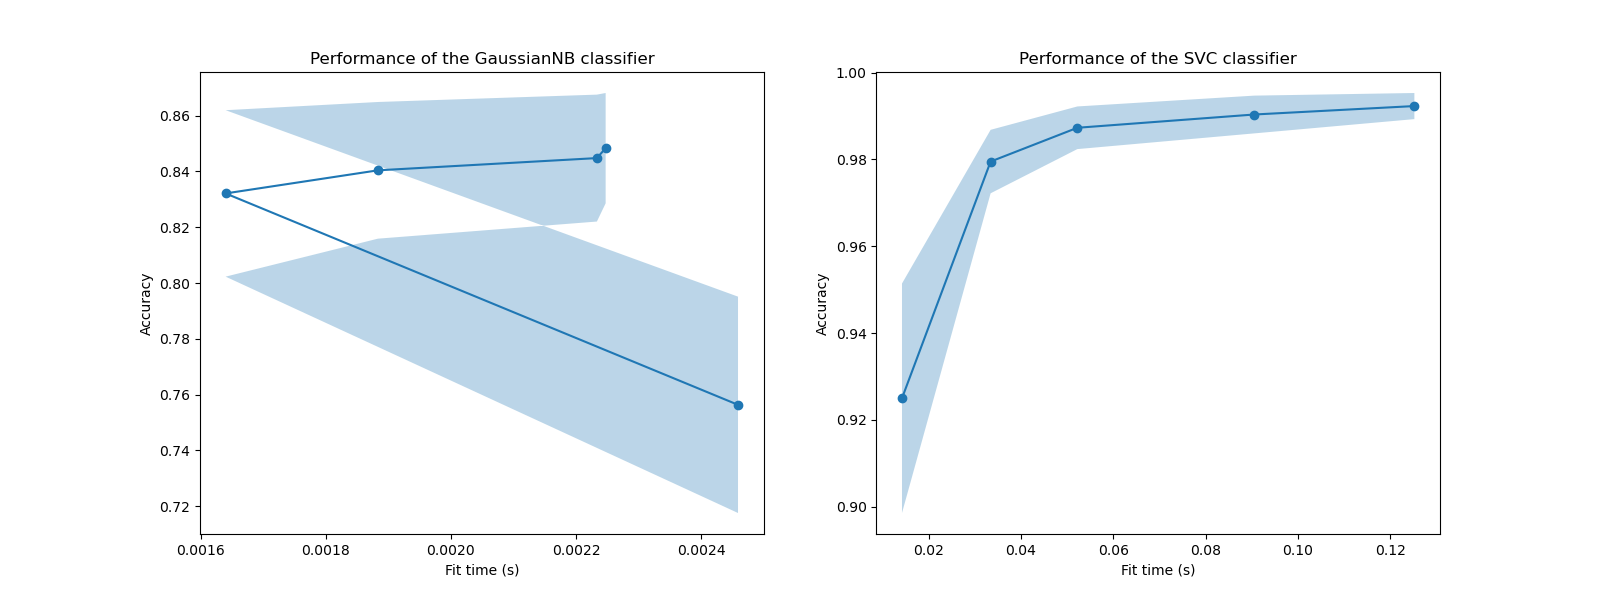 Performance of the GaussianNB classifier
Accuracy
0.86
0.84
0.82
0.80
0.78
0.76
0.74
0.72
0.0016 0.0018 0.0020 0.0022 0.0024
Fit time (s)
Performance of the SVC classifier
Accuracy
1.00
0.98
0.96
0.94
0.92
0.90
0.02 0.04 0.06 0.08 0.10 0.12
Fit time (s)